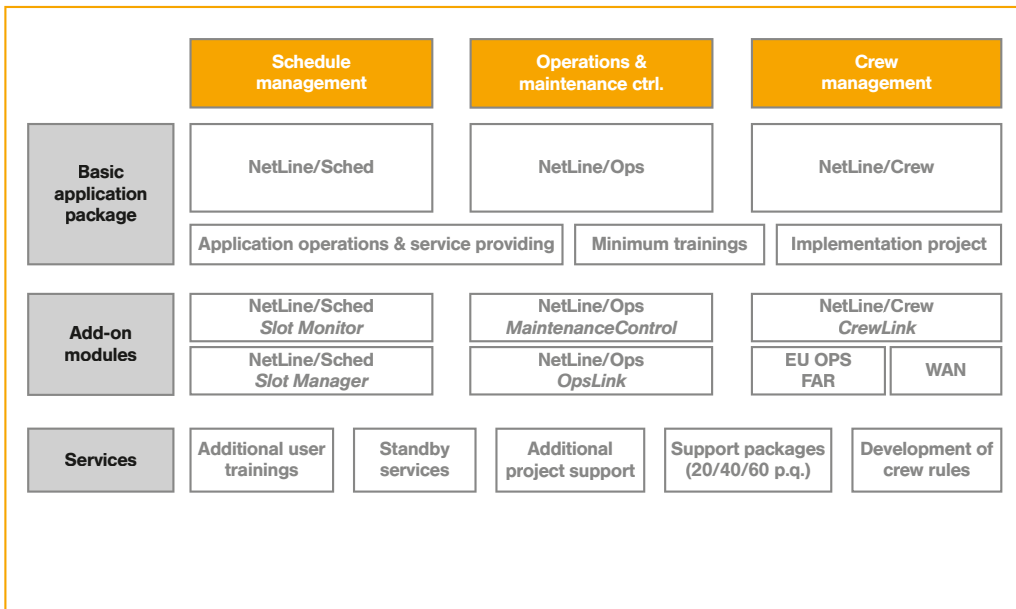 Schedule
management
Operations &
maintenance ctrl.
Crew
management
Basic
application
package
NetLine/Sched
NetLine/Ops
NetLine/Crew
Application operations & service providing
Minimum trainings
Implementation project
Add-on
modules
NetLine/Sched
Slot Monitor
NetLine/Ops
MaintenanceControl
NetLine/Crew
CrewLink
NetLine/Sched
Slot Manager
NetLine/Ops
OpsLink
EU OPS
FAR
WAN
Services
Additional user
trainings
Standby
services
Additional
project support
Support packages
(20/40/60 p.q.)
Development of
crew rules